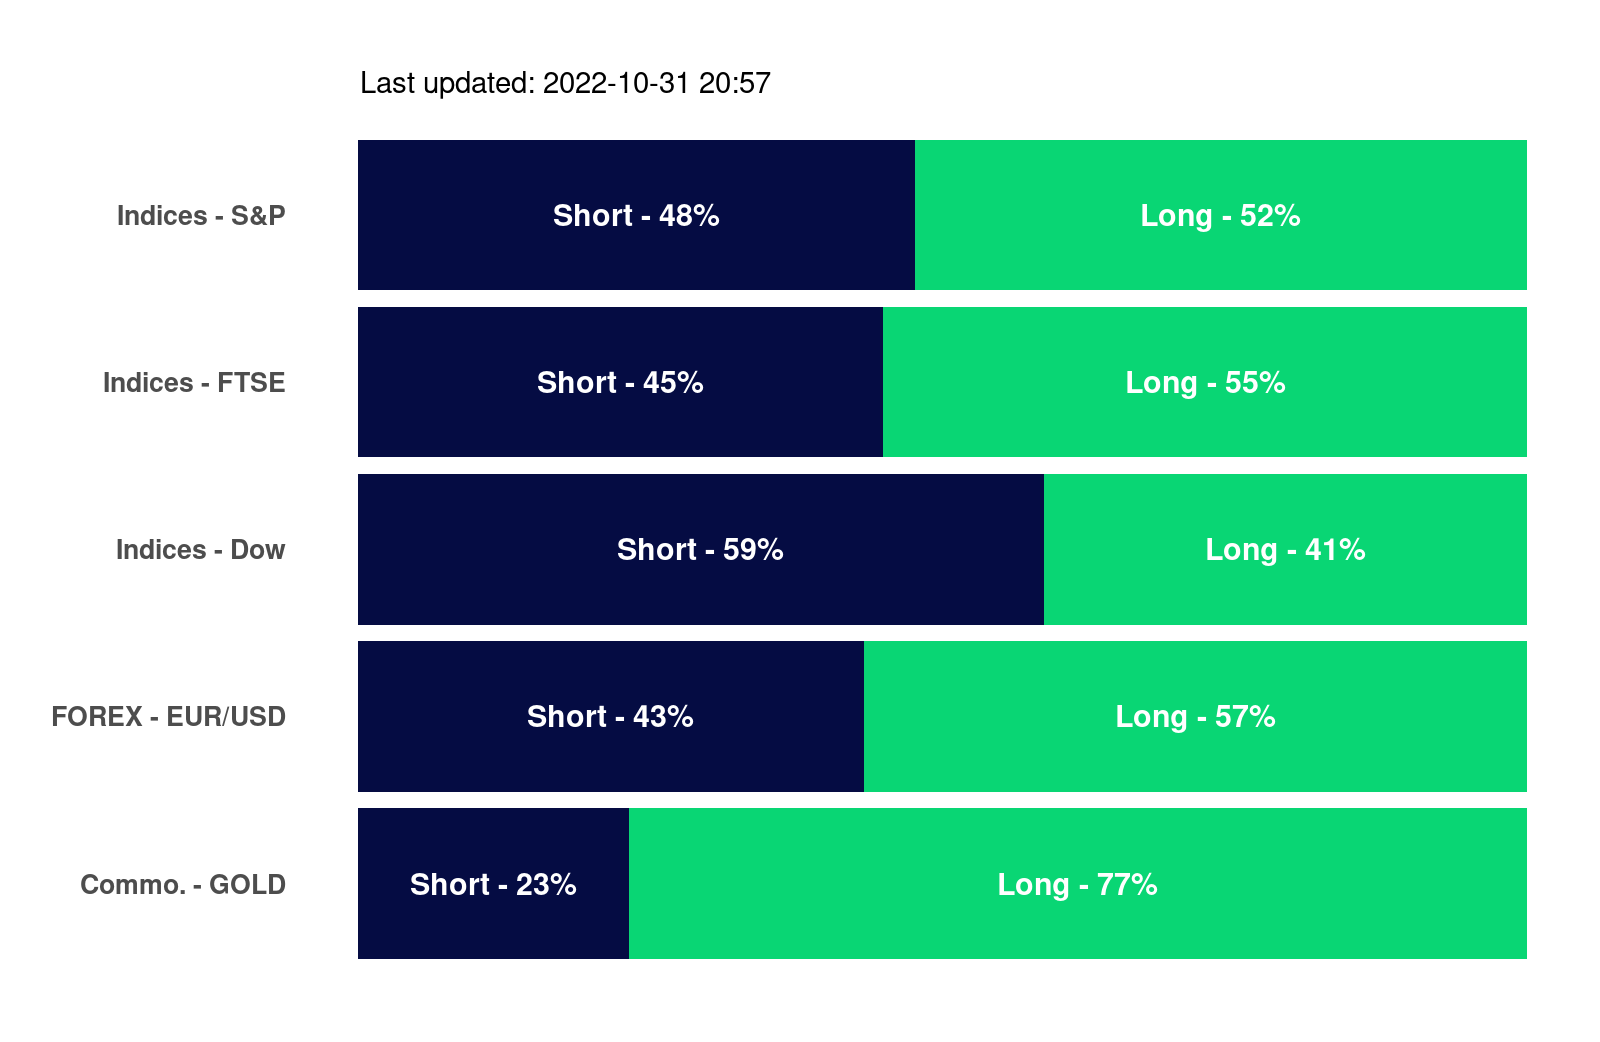 Last updated: 2022-10-31 20:57
Indices - S&P Short - 48% Long - 52%
Indices - FTSE Short - 45% Long - 55%
Indices - Dow Short - 59% Long - 41%
FOREX - EUR/USD Short - 43% Long - 57%
Commo. - GOLD Short - 23% Long - 77%